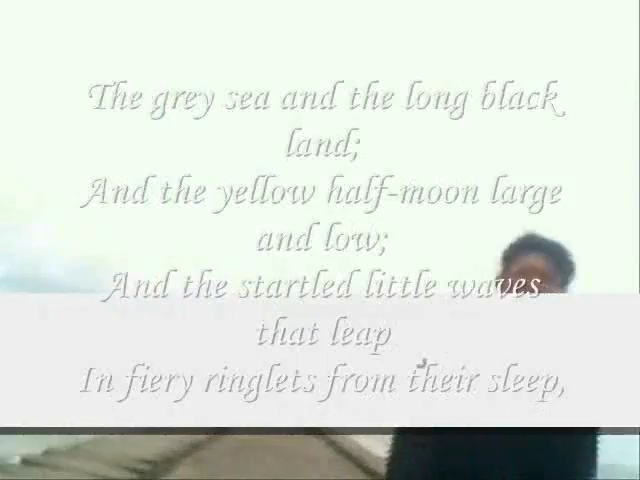 The grey sea and the long black
land;
And the yellow half-moon large
and low;
And the startled little waves
that leap
In fiery ringlets from their sleep,